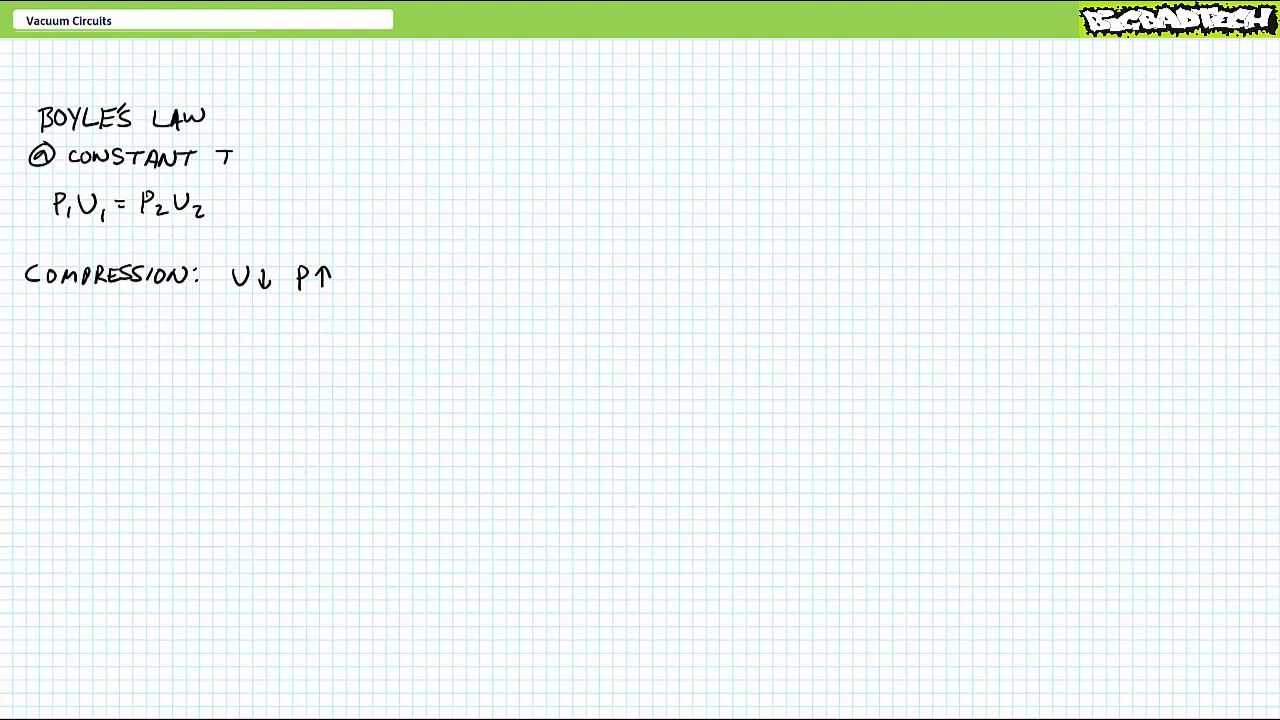 Vacuum Circuits
BIGBADTECH
BOYLE'S LAW
@ CONSTANT T
P₁V₁ = P₂V₂
COMPRESSION: V↓ P↑